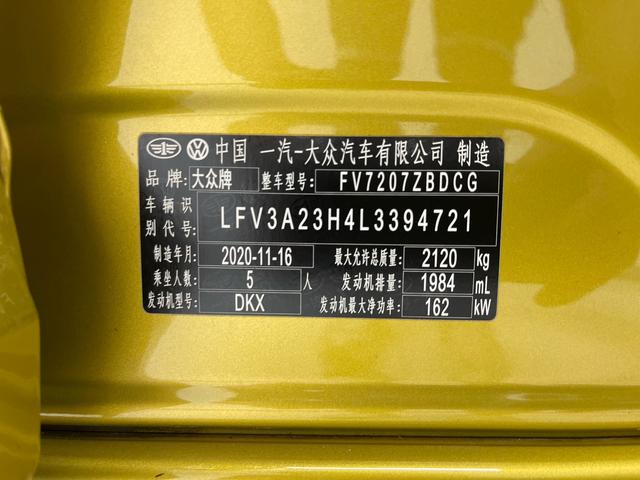 中国 一汽-大众汽车有限公司 制造
品 牌: 大众牌 整车型号: FV7207ZBDCG
车 辆 识
别 代 号: LFV3A23H4L3394721
制造年月: 2020-11-16 最大允许总质量: 2120 kg
乘坐人数: 5 人 发动机排量: 1984 mL
发动机型号: DKX 发动机最大净功率: 162 kW